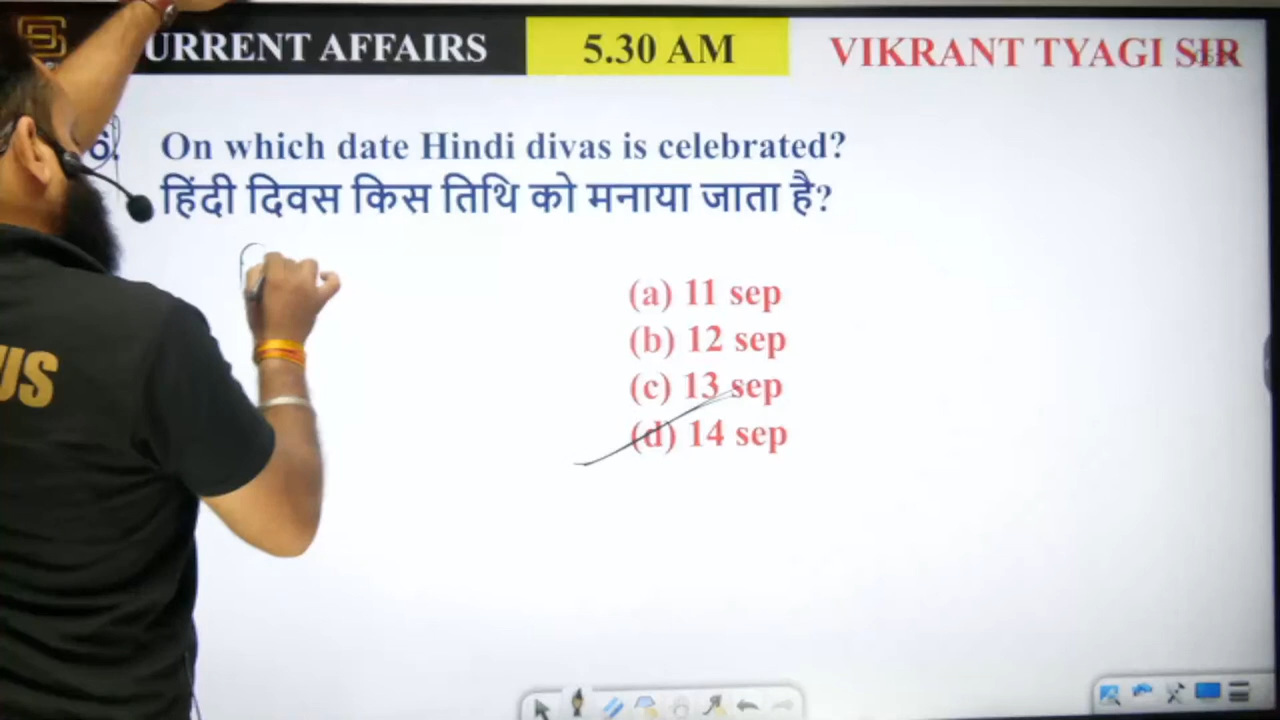 URRENT AFFAIRS
5.30 AM
VIKRANT TYAGI SIR
6. On which date Hindi divas is celebrated?
हिंदी दिवस किस तिथि को मनाया जाता है?
(a) 11 sep
(b) 12 sep
(c) 13 sep
(d) 14 sep
US